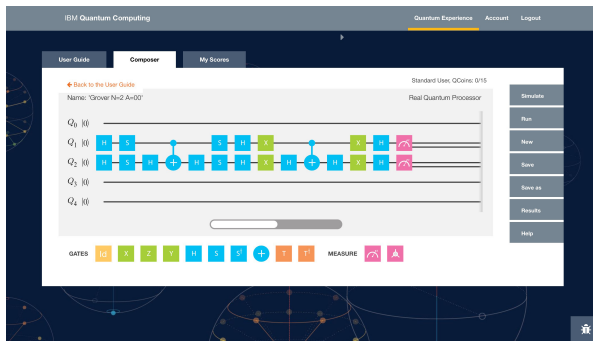 IBM Quantum Computing
Quantum Experience Account Logout
User Guide Composer My Scores
Standard User, QCoins: 0/15
Back to the User Guide
Name: 'Grover N=2 A=00' Real Quantum Processor
Q0 |0⟩
Q1 |0⟩ H S S H X X H
Q2 |0⟩ H S H H S H X H H X H
Q3 |0⟩
Q4 |0⟩
GATES Id X Z Y H S S† + T T† MEASURE
Simulate
Run
New
Save
Save as
Results
Help